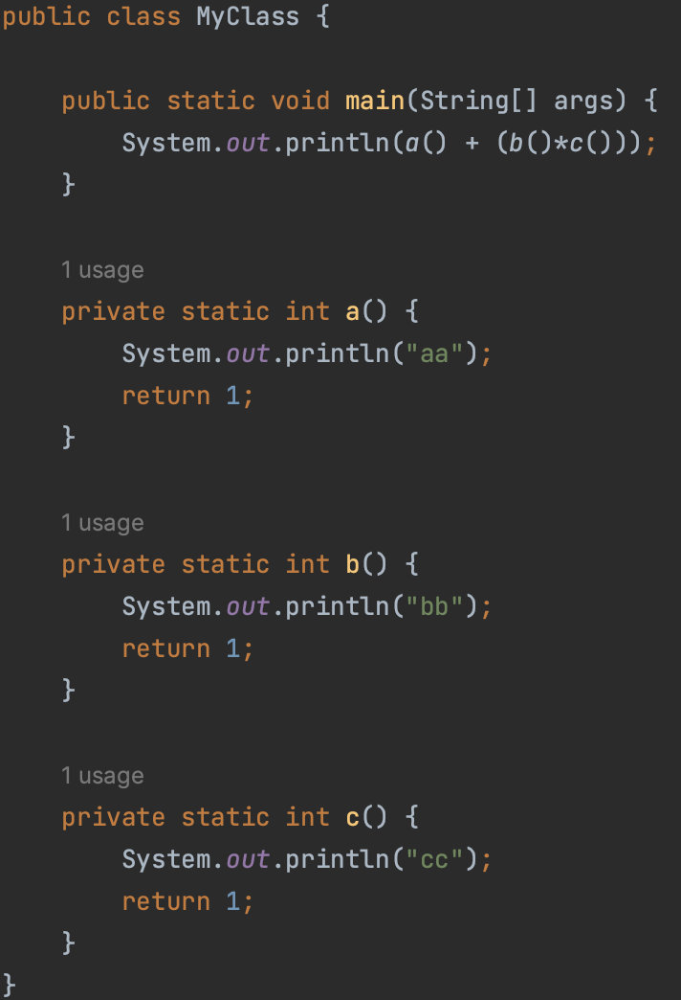 public class MyClass {
public static void main(String[] args) {
System.out.println(a() + (b()*c()));
}
1 usage
private static int a() {
System.out.println("aa");
return 1;
}
1 usage
private static int b() {
System.out.println("bb");
return 1;
}
1 usage
private static int c() {
System.out.println("cc");
return 1;
}
}